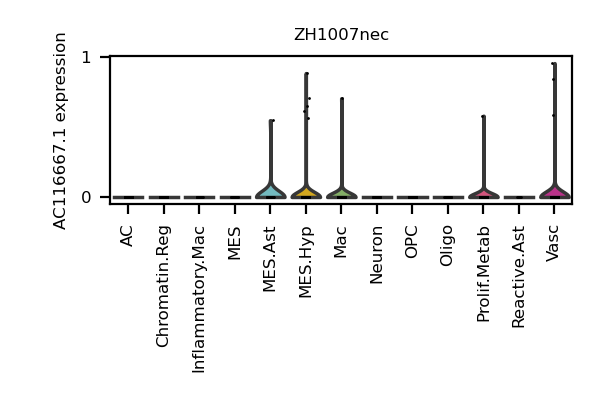 ZH1007nec
AC116667.1 expression
1
0
AC
Chromatin.Reg
Inflammatory.Mac
MES
MES.Ast
MES.Hyp
Mac
Neuron
OPC
Oligo
Prolif.Metab
Reactive.Ast
Vasc